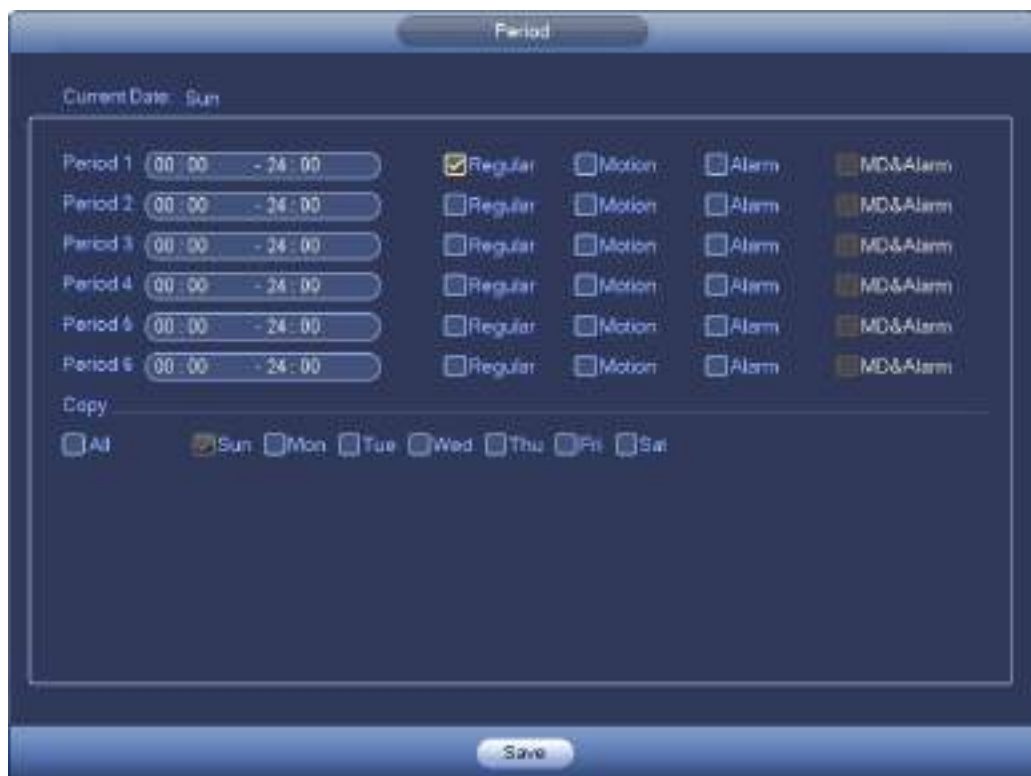 Period
Current Date: Sun
Period 1 00 : 00 - 24 : 00 Regular Motion Alarm MD&Alarm
Period 2 00 : 00 - 24 : 00 Regular Motion Alarm MD&Alarm
Period 3 00 : 00 - 24 : 00 Regular Motion Alarm MD&Alarm
Period 4 00 : 00 - 24 : 00 Regular Motion Alarm MD&Alarm
Period 5 00 : 00 - 24 : 00 Regular Motion Alarm MD&Alarm
Period 6 00 : 00 - 24 : 00 Regular Motion Alarm MD&Alarm
Copy
All Sun Mon Tue Wed Thu Fri Sat
Save